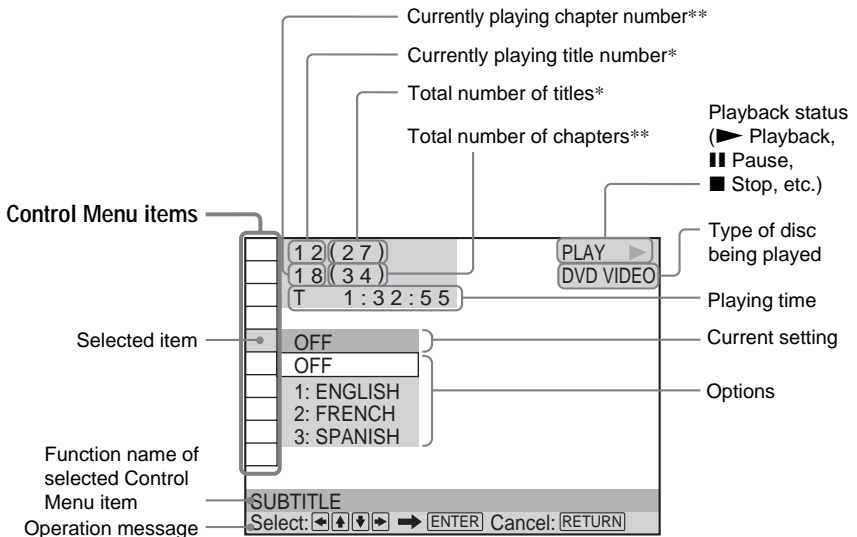 Currently playing chapter number**
Currently playing title number*
Total number of titles*
Total number of chapters**
Playback status
(▶ Playback,
⏸ Pause,
■ Stop, etc.)
Control Menu items
Type of disc
being played
12(27)
18(34)
T 1:32:55
PLAY ▶
DVD VIDEO
Playing time
Selected item
OFF
Current setting
OFF
1: ENGLISH
2: FRENCH
3: SPANISH
Options
Function name of
selected Control
Menu item
SUBTITLE
Operation message
Select: ←↑↓→ ➡ ENTER Cancel: RETURN